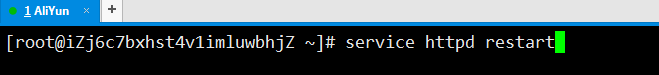 1 AliYun × +
[root@iZj6c7bxhst4v1imluwbhjZ ~]# service httpd restart